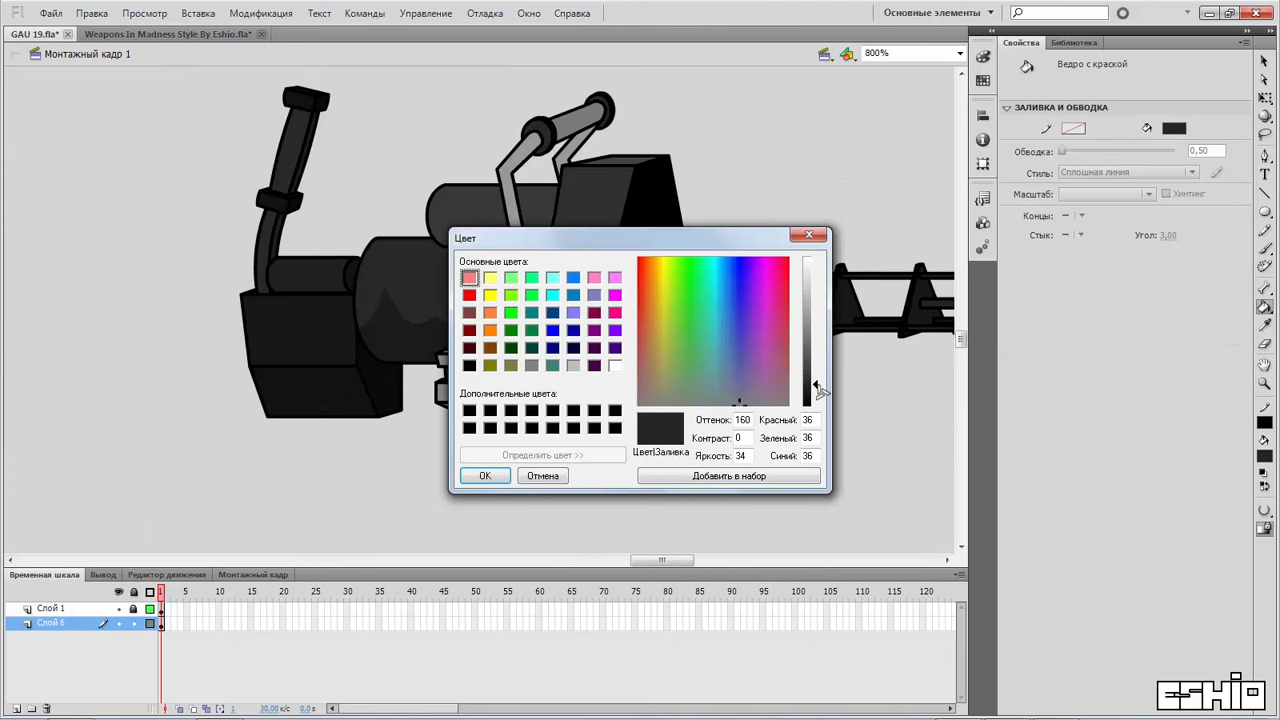 Fl Файл Правка Просмотр Вставка Модификация Текст Команды Управление Отладка Окно Справка Основные элементы
GAU 19.fla* Weapons In Madness Style By Eshio.fla*
Монтажный кадр 1 800%
Свойства Библиотека
Ведро с краской
ЗАЛИВКА И ОБВОДКА
Обводка: 0,50
Стиль: Сплошная линия
Масштаб: Хинтинг
Концы:
Стык: Угол: 3,00
Цвет
Основные цвета:
Дополнительные цвета:
Определить цвет >>
OK Отмена
Оттенок: 160 Красный: 36
Контраст: 0 Зеленый: 36
Цвет|Заливка Яркость: 34 Синий: 36
Добавить в набор
Временная шкала Вывод Редактор движения Монтажный кадр
1 5 10 15 20 25 30 35 40 45 50 55 60 65 70 75 80 85 90 95 100 105 110 115 120
Слой 1
Слой 6
1 30,00 к/с 0,0 s
ESHIO